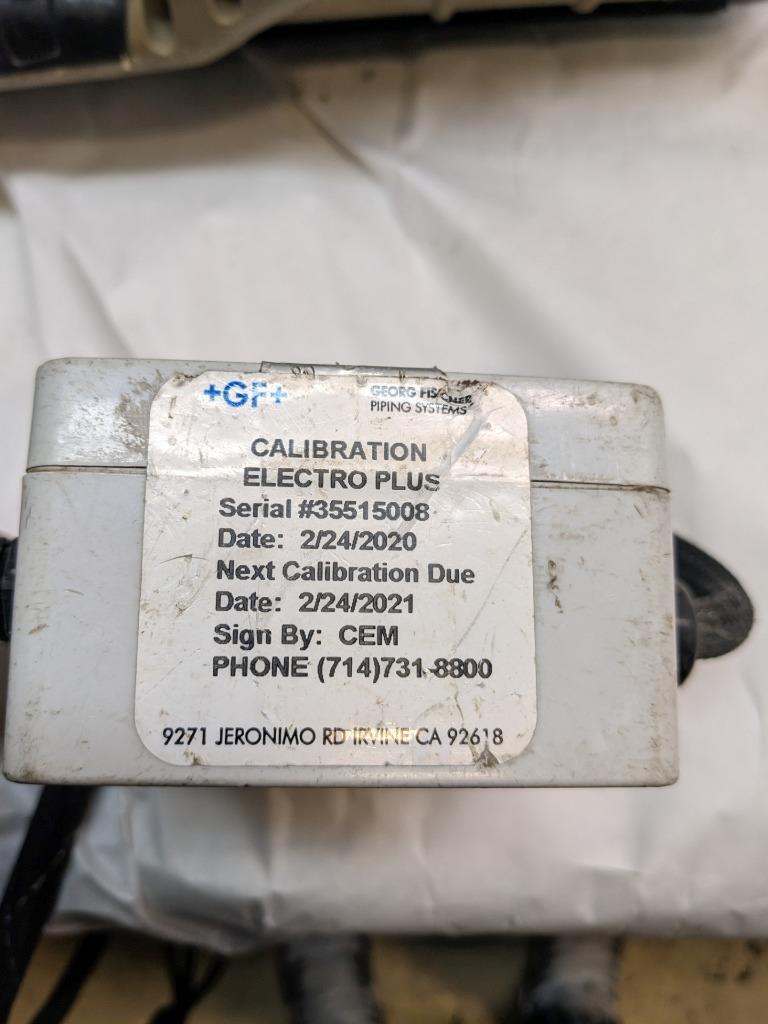 +GF+
GEORG FISCHER
PIPING SYSTEMS
CALIBRATION
ELECTRO PLUS
Serial #35515008
Date: 2/24/2020
Next Calibration Due
Date: 2/24/2021
Sign By: CEM
PHONE (714)731-8800
9271 JERONIMO RD IRVINE CA 92618